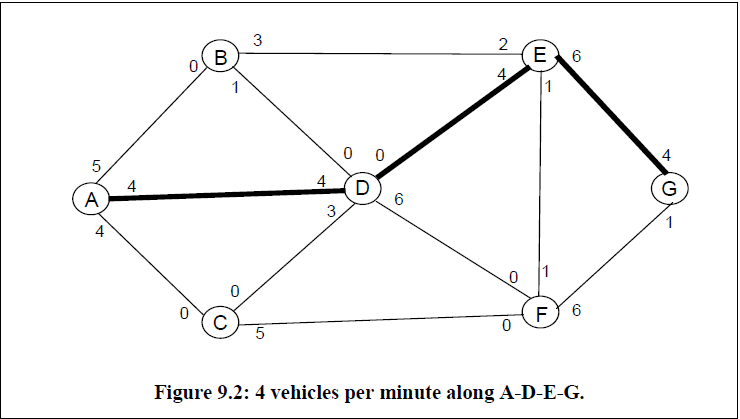 3 2
B E 6
0 4
1 1
0 0 4
5
4 4 D G
A 3 6
4 1
0 0 1
0 C F 6
5 0
Figure 9.2: 4 vehicles per minute along A-D-E-G.